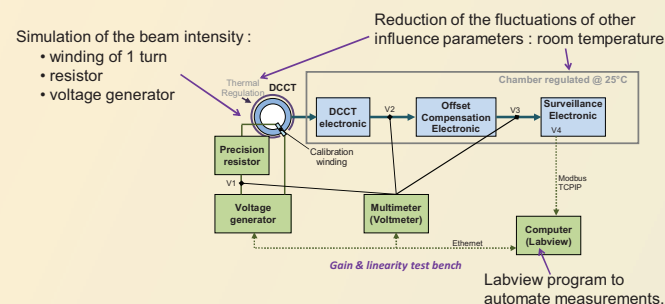 Simulation of the beam intensity :
• winding of 1 turn
• resistor
• voltage generator
Reduction of the fluctuations of other
influence parameters : room temperature
Thermal
Regulation
DCCT
Chamber regulated @ 25°C
DCCT
electronic
V2
Offset
Compensation
Electronic
V3
Surveillance
Electronic
V4
Precision
resistor
Calibration
winding
V1
Voltage
generator
Multimeter
(Voltmeter)
Modbus
TCPIP
Computer
(Labview)
Ethernet
Gain & linearity test bench
Labview program to
automate measurements.